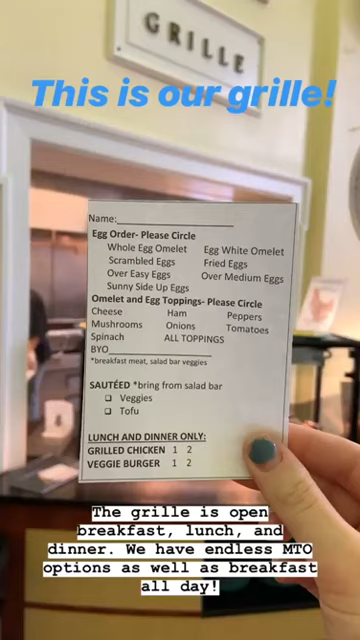 GRILLE
This is our grille!
Name:
Egg Order- Please Circle
Whole Egg Omelet Egg White Omelet
Scrambled Eggs Fried Eggs
Over Easy Eggs Over Medium Eggs
Sunny Side Up Eggs
Omelet and Egg Toppings- Please Circle
Cheese Ham Peppers
Mushrooms Onions Tomatoes
Spinach ALL TOPPINGS
BYO
*breakfast meat, salad bar veggies
SAUTÉED *bring from salad bar
Veggies
Tofu
LUNCH AND DINNER ONLY:
GRILLED CHICKEN 1 2
VEGGIE BURGER 1 2
The grille is open
breakfast, lunch, and
dinner. We have endless MTO
options as well as breakfast
all day!